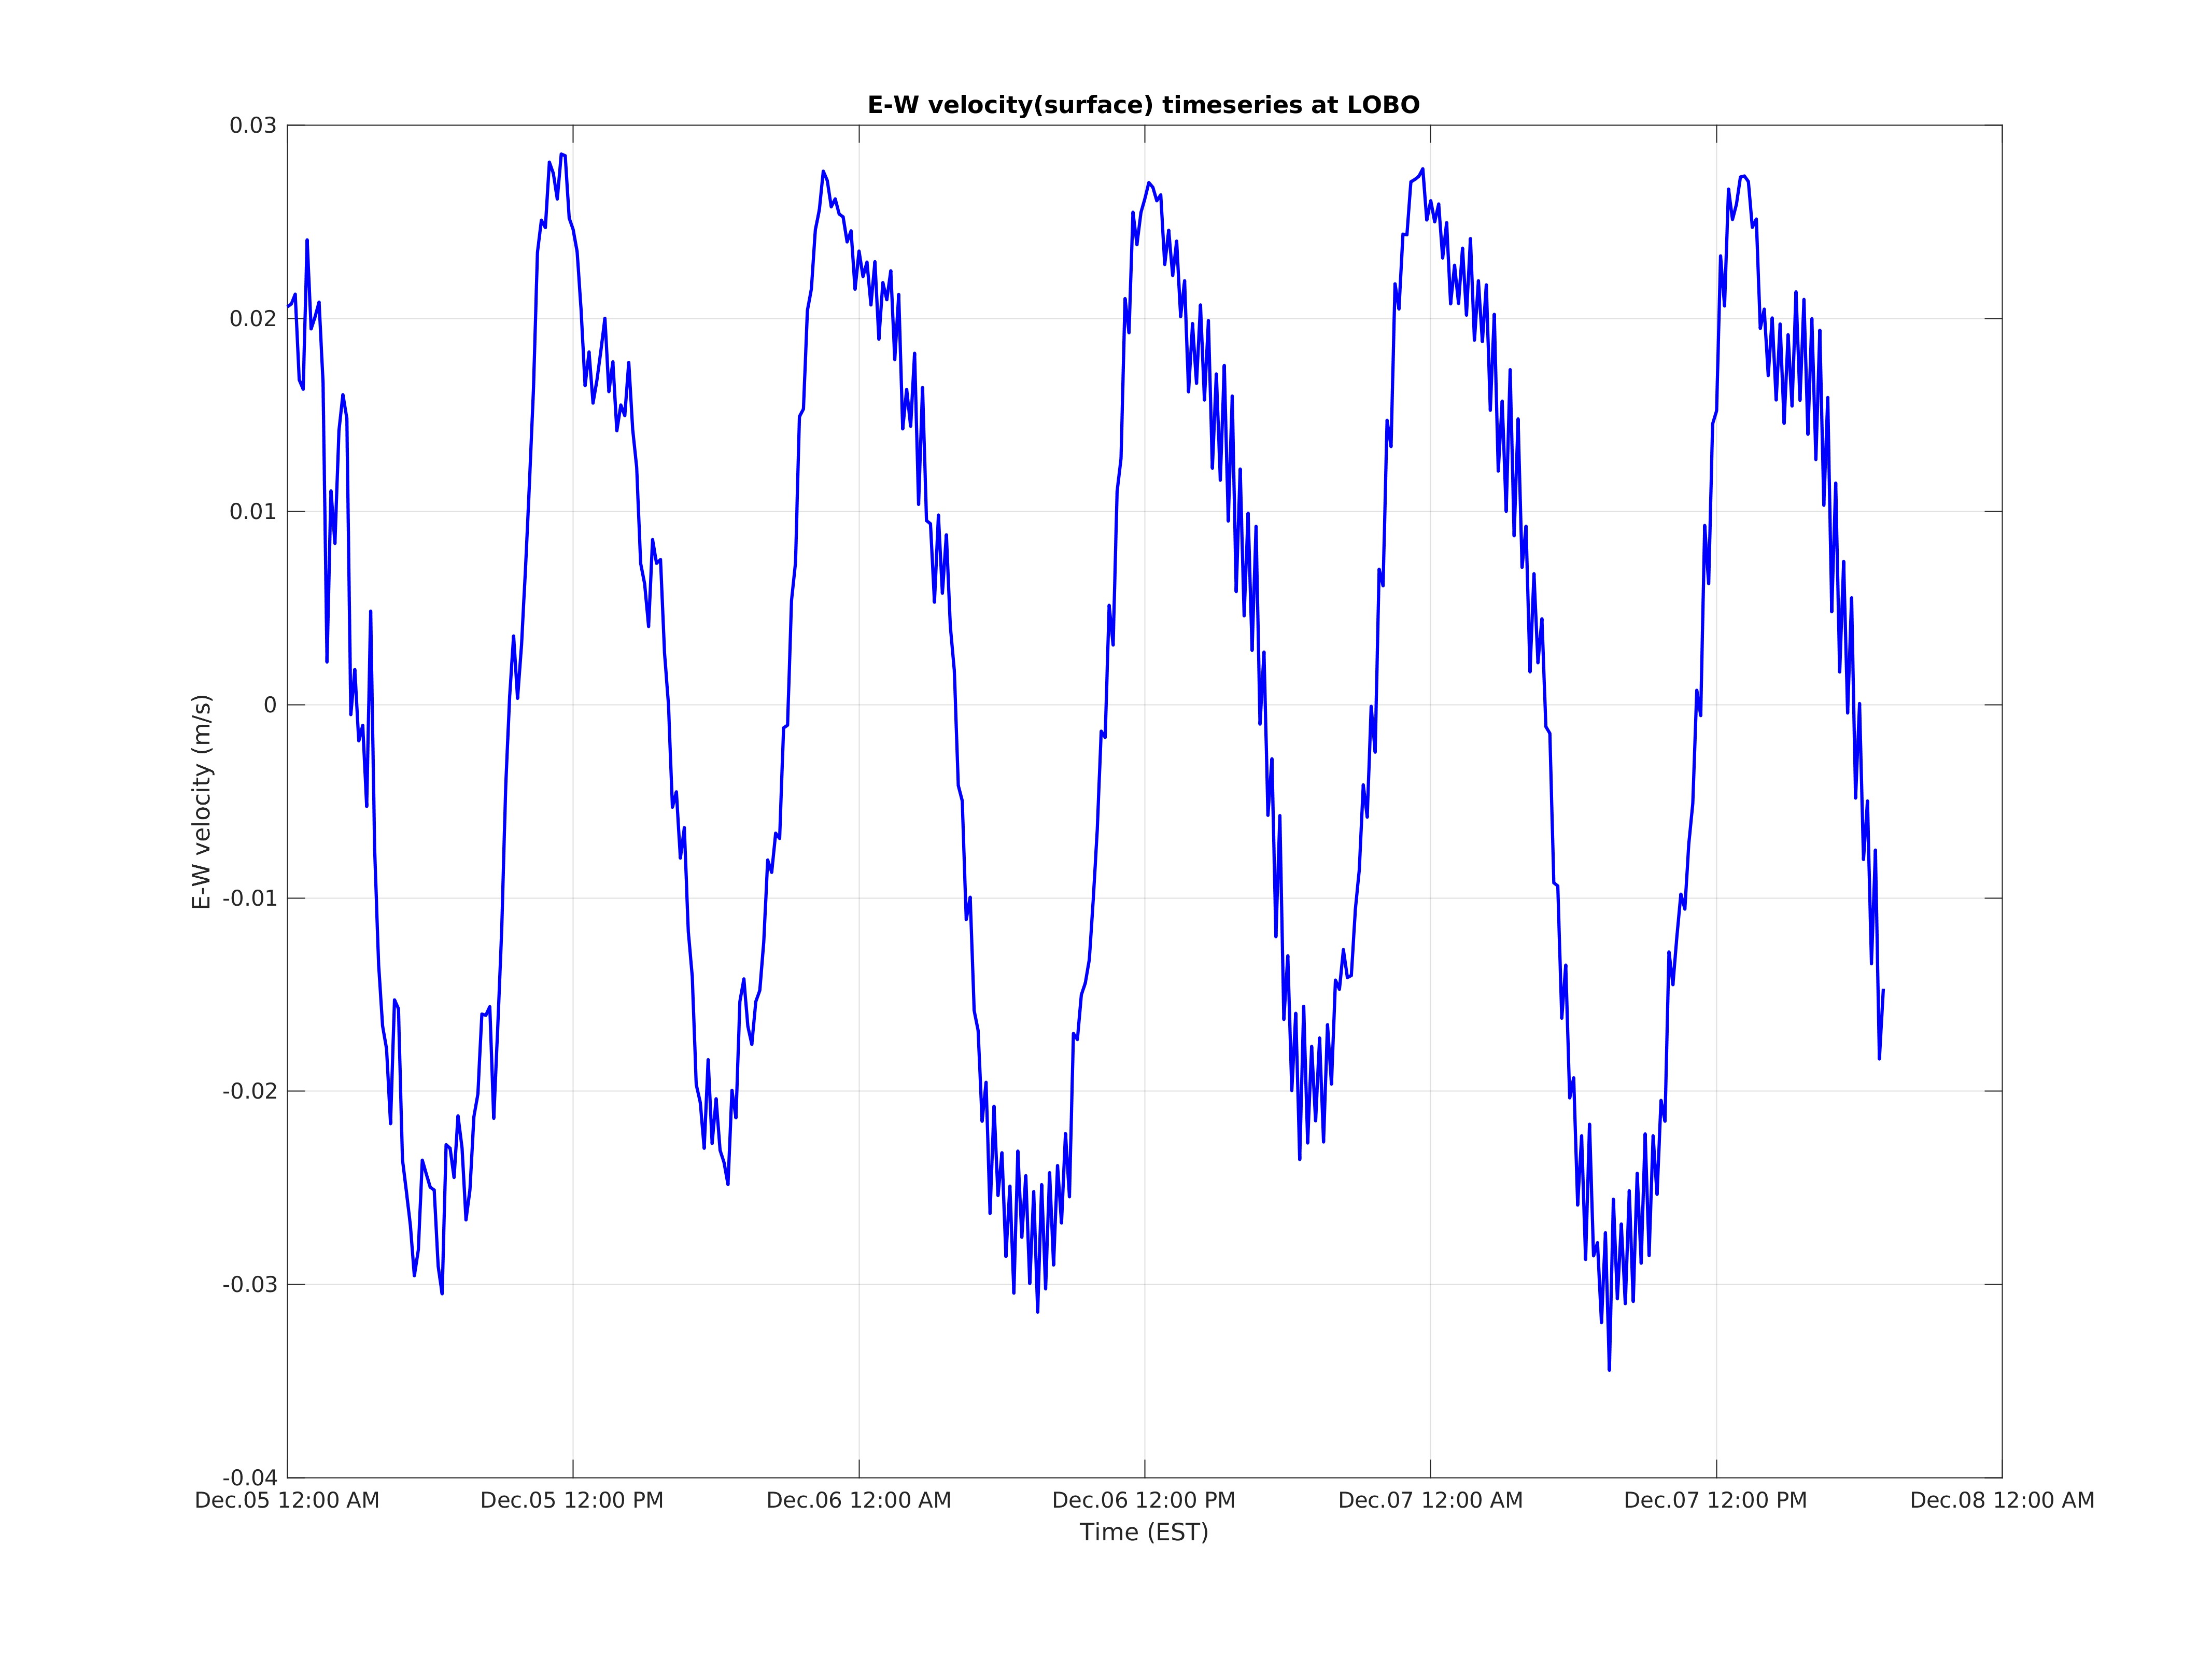 E-W velocity(surface) timeseries at LOBO
0.03
0.02
0.01
0
-0.01
-0.02
-0.03
-0.04
E-W velocity (m/s)
Dec.05 12:00 AM Dec.05 12:00 PM Dec.06 12:00 AM Dec.06 12:00 PM Dec.07 12:00 AM Dec.07 12:00 PM Dec.08 12:00 AM
Time (EST)